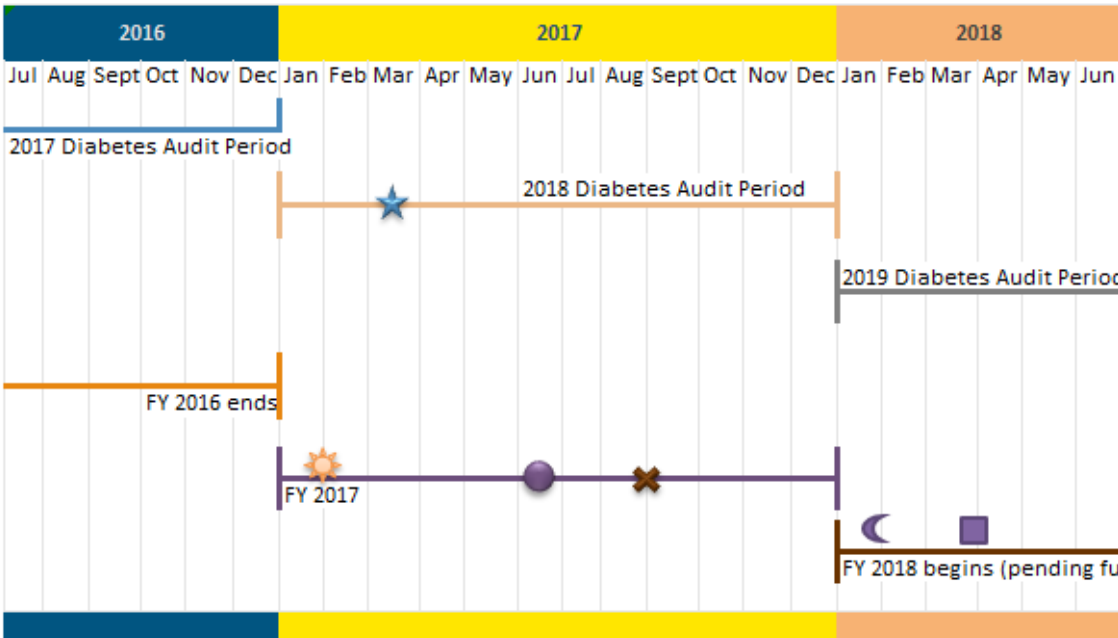 2016 2017 2018
Jul Aug Sept Oct Nov Dec Jan Feb Mar Apr May Jun Jul Aug Sept Oct Nov Dec Jan Feb Mar Apr May Jun
2017 Diabetes Audit Period
2018 Diabetes Audit Period
2019 Diabetes Audit Period
FY 2016 ends
FY 2017
FY 2018 begins (pending fu